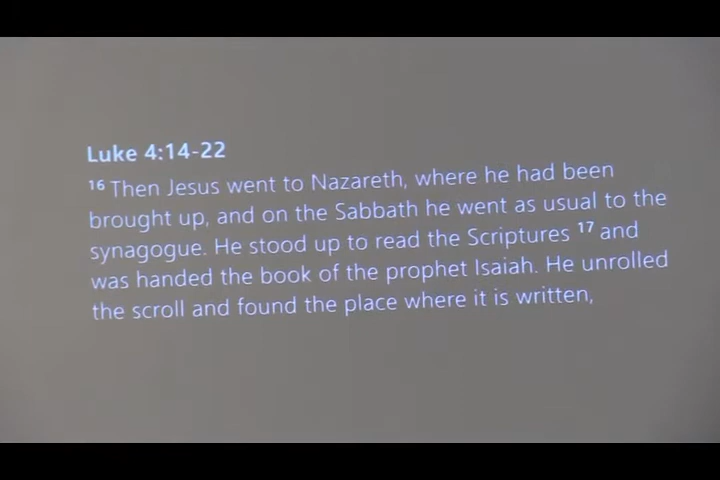 Luke 4:14-22
16 Then Jesus went to Nazareth, where he had been
brought up, and on the Sabbath he went as usual to the
synagogue. He stood up to read the Scriptures 17 and
was handed the book of the prophet Isaiah. He unrolled
the scroll and found the place where it is written,